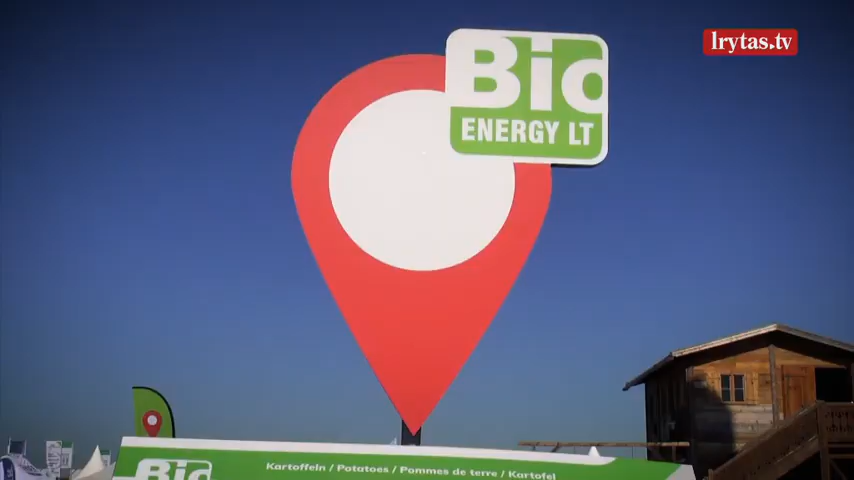 lrytas.tv
Bio
ENERGY LT
Bio
Kartoffeln / Potatoes / Pommes de terre / Kartofel